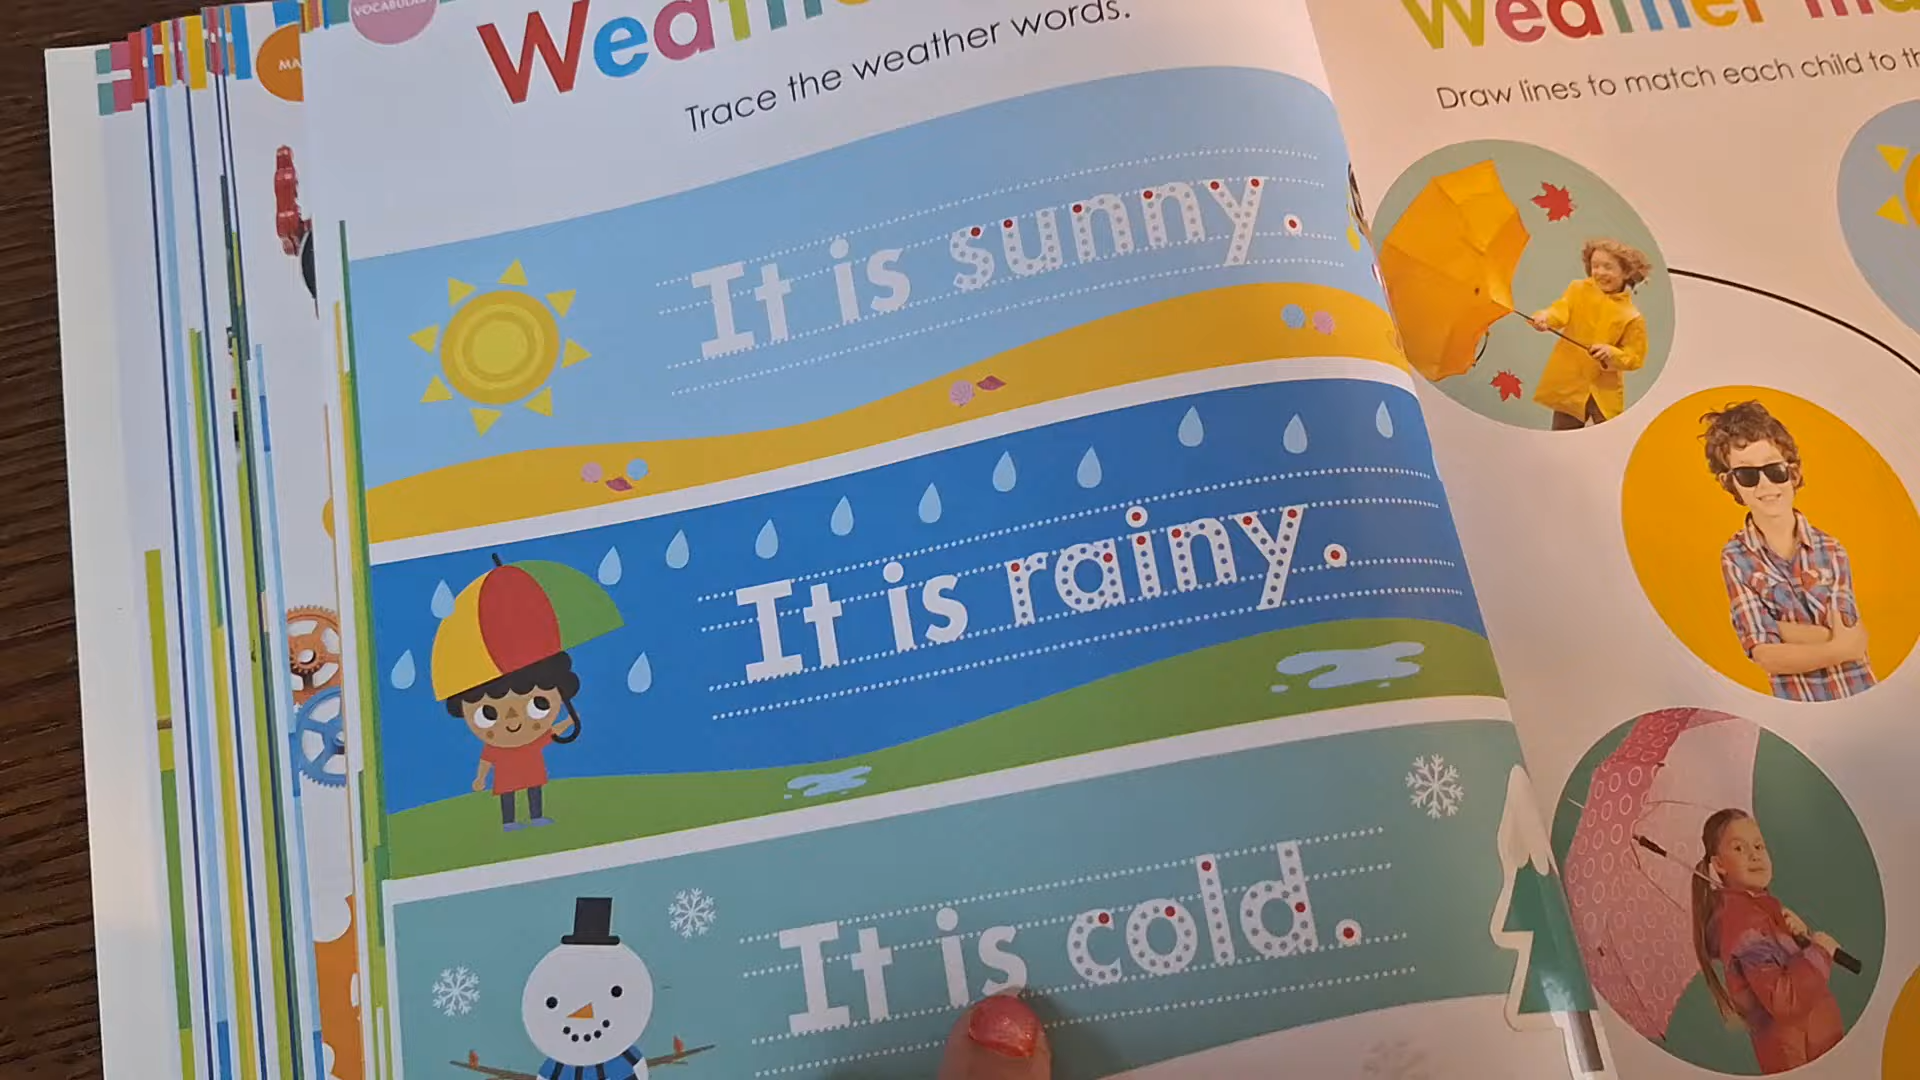 Trace the weather words.
It is sunny.
It is rainy.
It is cold.
Weather
Draw lines to match each child to